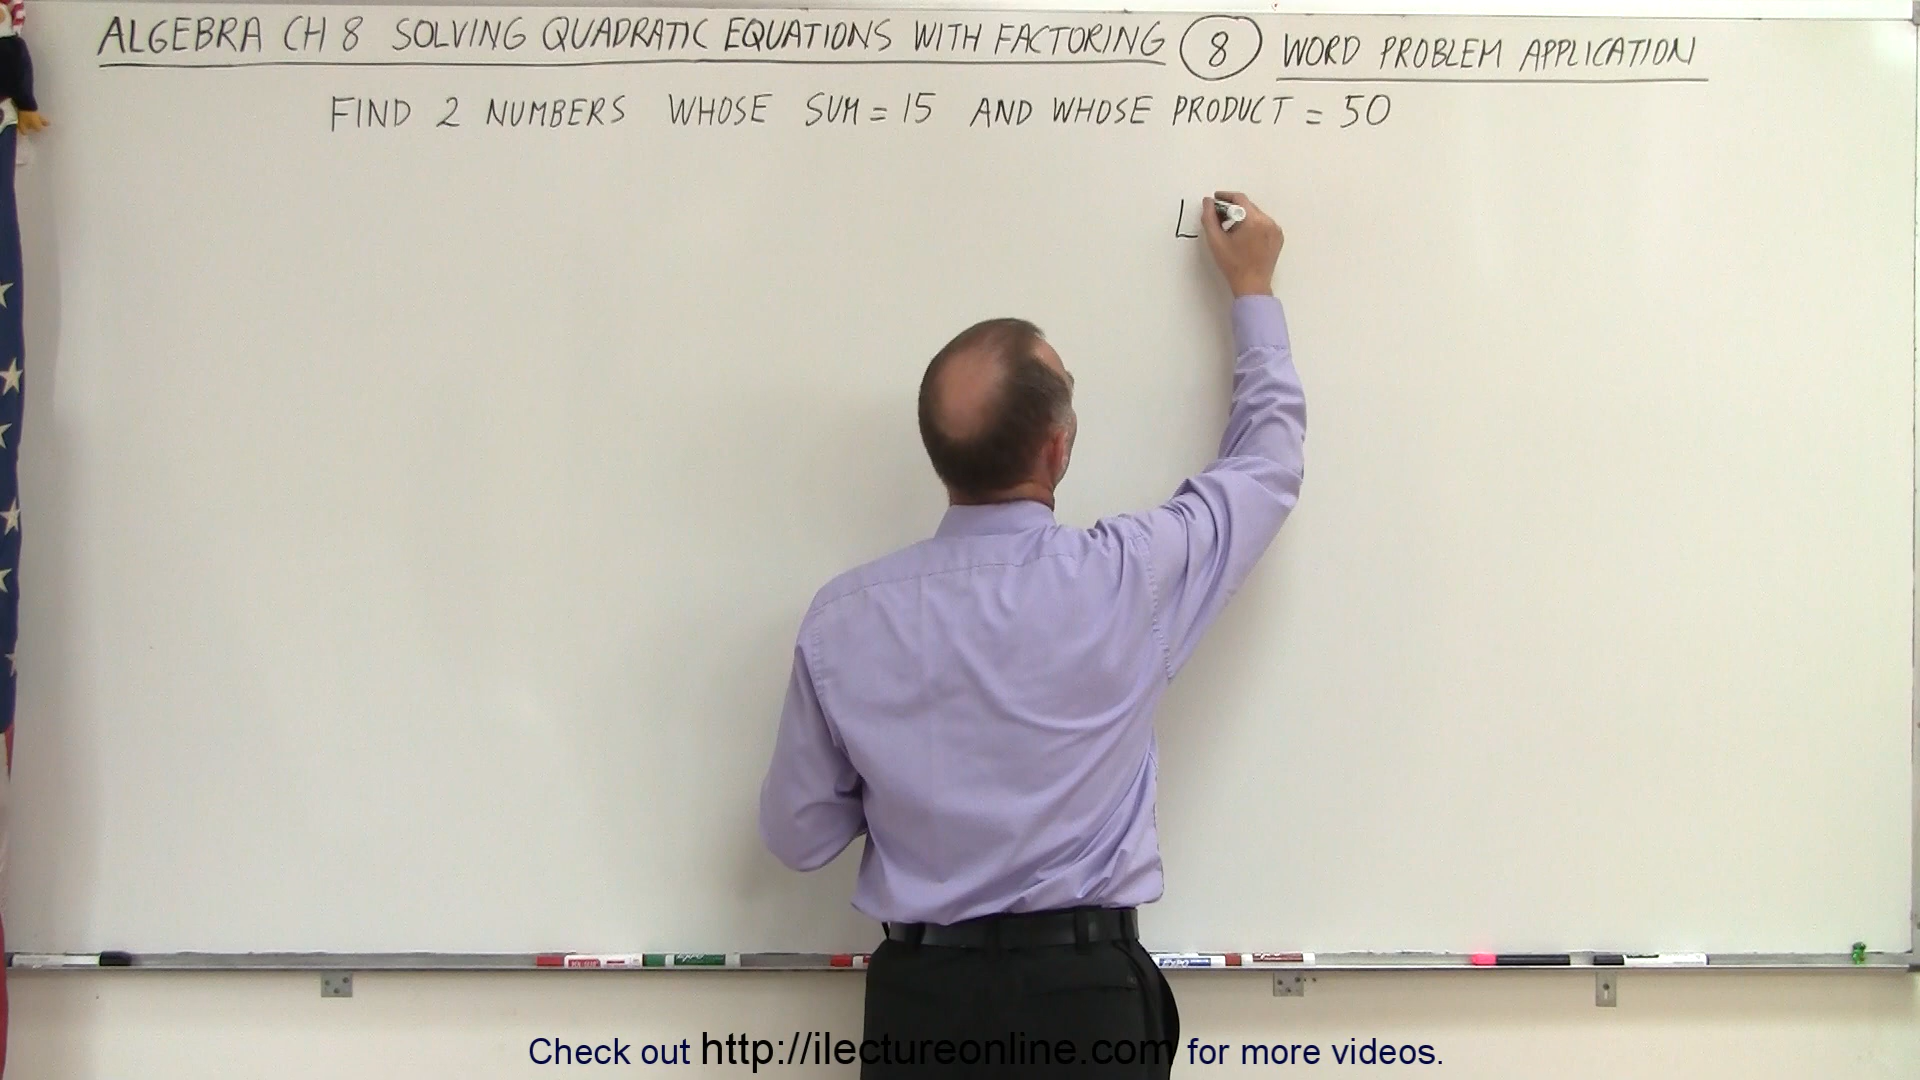 ALGEBRA CH 8 SOLVING QUADRATIC EQUATIONS WITH FACTORING 8 WORD PROBLEM APPLICATION
FIND 2 NUMBERS WHOSE SUM = 15 AND WHOSE PRODUCT = 50
L
Check out http://ilectureonline.com for more videos.